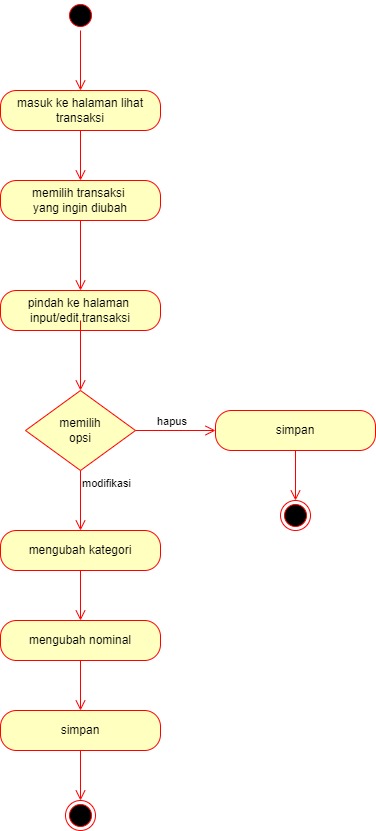 masuk ke halaman lihat
transaksi
memilih transaksi
yang ingin diubah
pindah ke halaman
input/edit transaksi
memilih
opsi
hapus
simpan
modifikasi
mengubah kategori
mengubah nominal
simpan